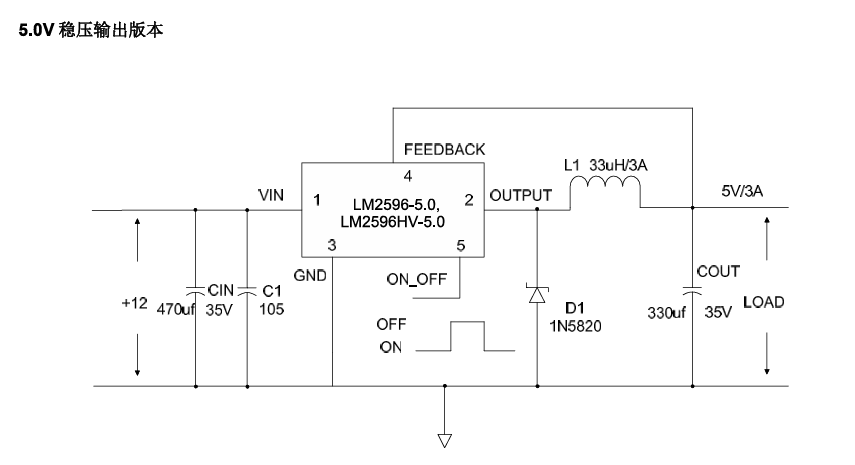 5.0V 稳压输出版本
FEEDBACK
4
L1 33uH/3A
VIN
1
LM2596-5.0,
LM2596HV-5.0
2
OUTPUT
5V/3A
3
5
GND
ON_OFF
COUT
+12
470uf
CIN
35V
C1
105
D1
1N5820
330uf
35V
LOAD
OFF
ON